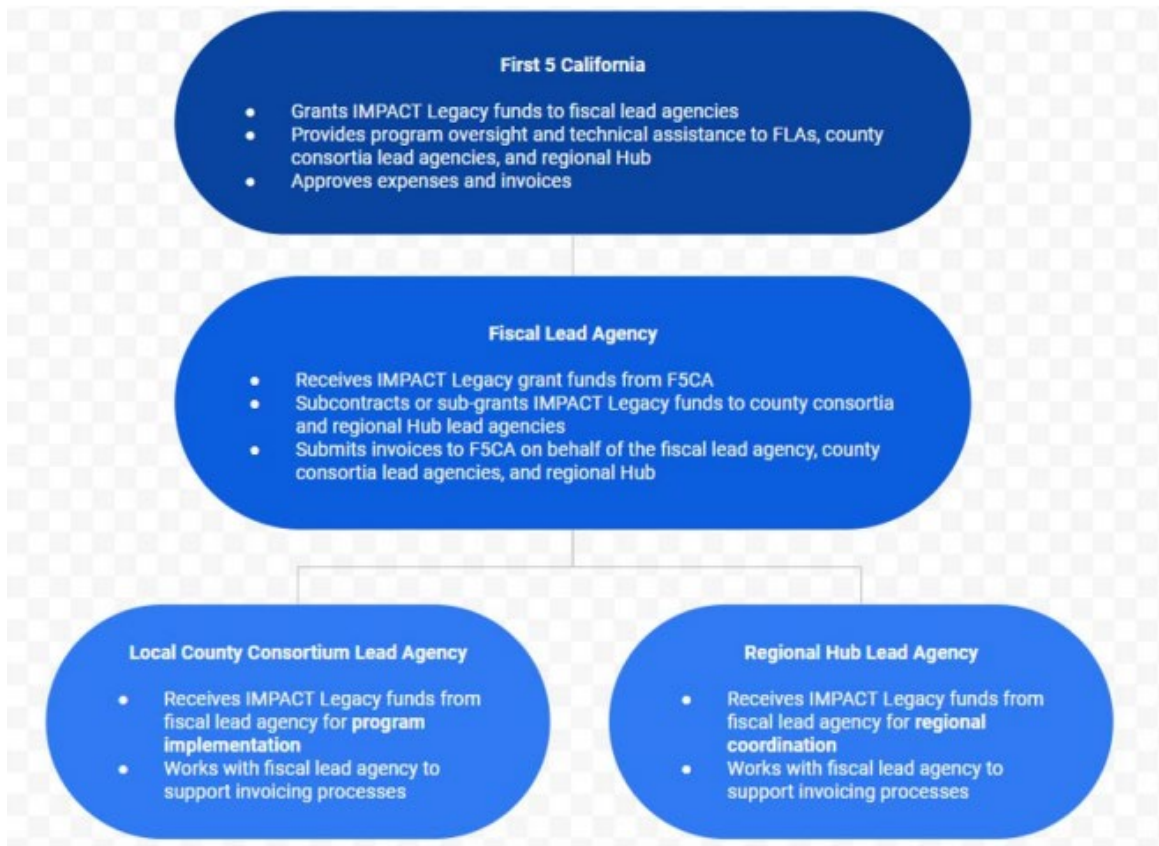 First 5 California
● Grants IMPACT Legacy funds to fiscal lead agencies
● Provides program oversight and technical assistance to FLAs, county
consortia lead agencies, and regional Hub
● Approves expenses and invoices
Fiscal Lead Agency
● Receives IMPACT Legacy grant funds from F5CA
● Subcontracts or sub-grants IMPACT Legacy funds to county consortia
and regional Hub lead agencies
● Submits invoices to F5CA on behalf of the fiscal lead agency, county
consortia lead agencies, and regional Hub
Local County Consortium Lead Agency
● Receives IMPACT Legacy funds from
fiscal lead agency for program
implementation
● Works with fiscal lead agency to
support invoicing processes
Regional Hub Lead Agency
● Receives IMPACT Legacy funds from
fiscal lead agency for regional
coordination
● Works with fiscal lead agency to
support invoicing processes